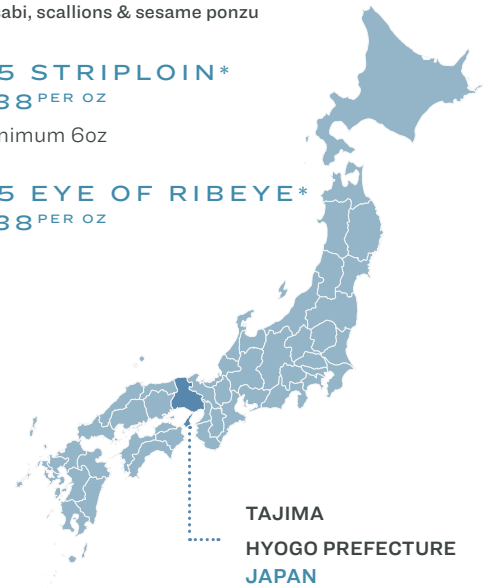 abi, scallions & sesame ponzu
5 STRIPLOIN*
38 PER OZ
nimum 6oz
5 EYE OF RIBEYE*
38 PER OZ
TAJIMA
HYOGO PREFECTURE
JAPAN